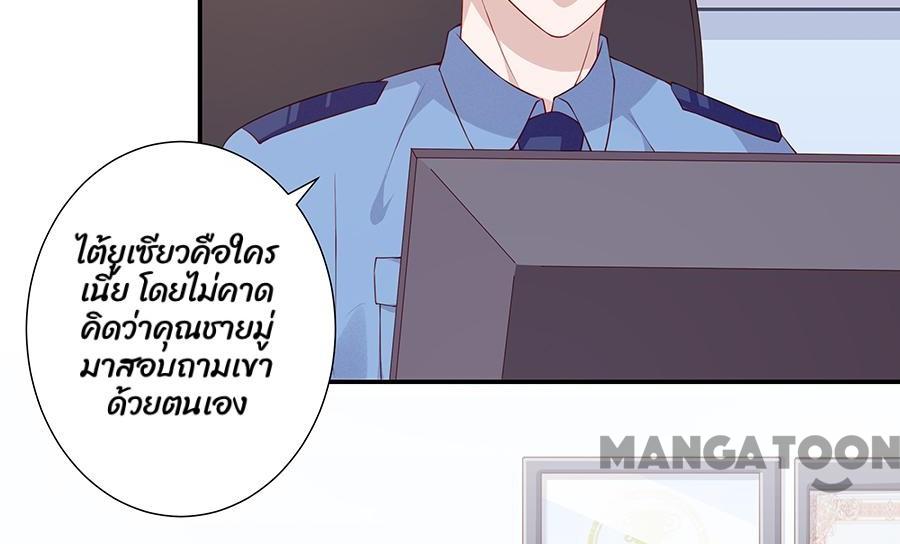 ไต้ยูเซียวคือใคร
เนี่ย โดยไม่คาด
คิดว่าคุณชายมู่
มาสอบถามเขา
ด้วยตนเอง
MANGATOON